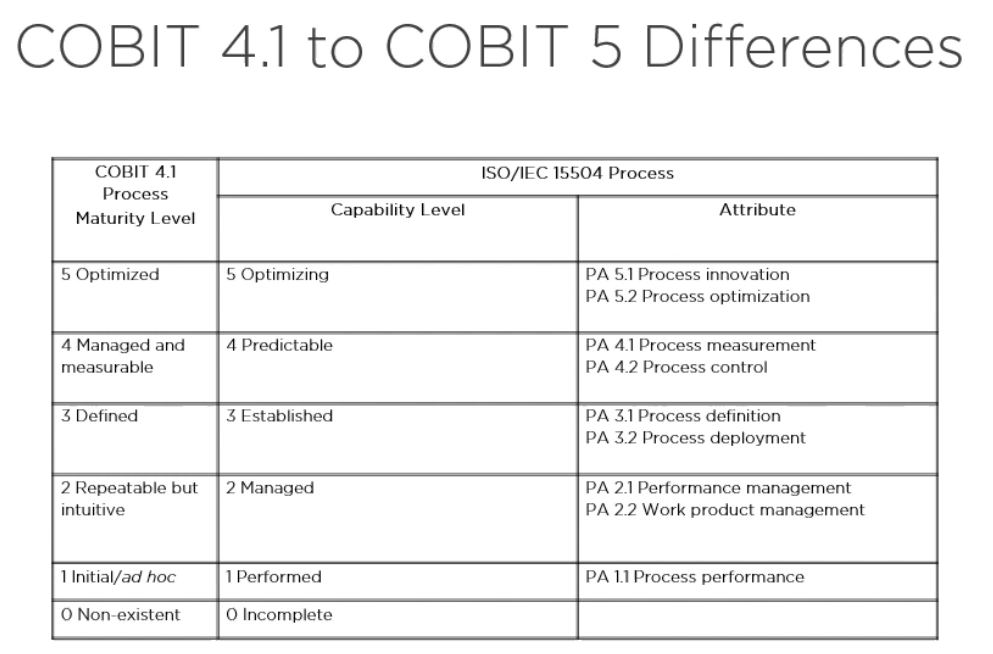 COBIT 4.1 to COBIT 5 Differences
COBIT 4.1
Process
Maturity Level
ISO/IEC 15504 Process
Capability Level
Attribute
5 Optimized
5 Optimizing
PA 5.1 Process innovation
PA 5.2 Process optimization
4 Managed and
measurable
4 Predictable
PA 4.1 Process measurement
PA 4.2 Process control
3 Defined
3 Established
PA 3.1 Process definition
PA 3.2 Process deployment
2 Repeatable but
intuitive
2 Managed
PA 2.1 Performance management
PA 2.2 Work product management
1 Initial/ad hoc
1 Performed
PA 1.1 Process performance
0 Non-existent
0 Incomplete